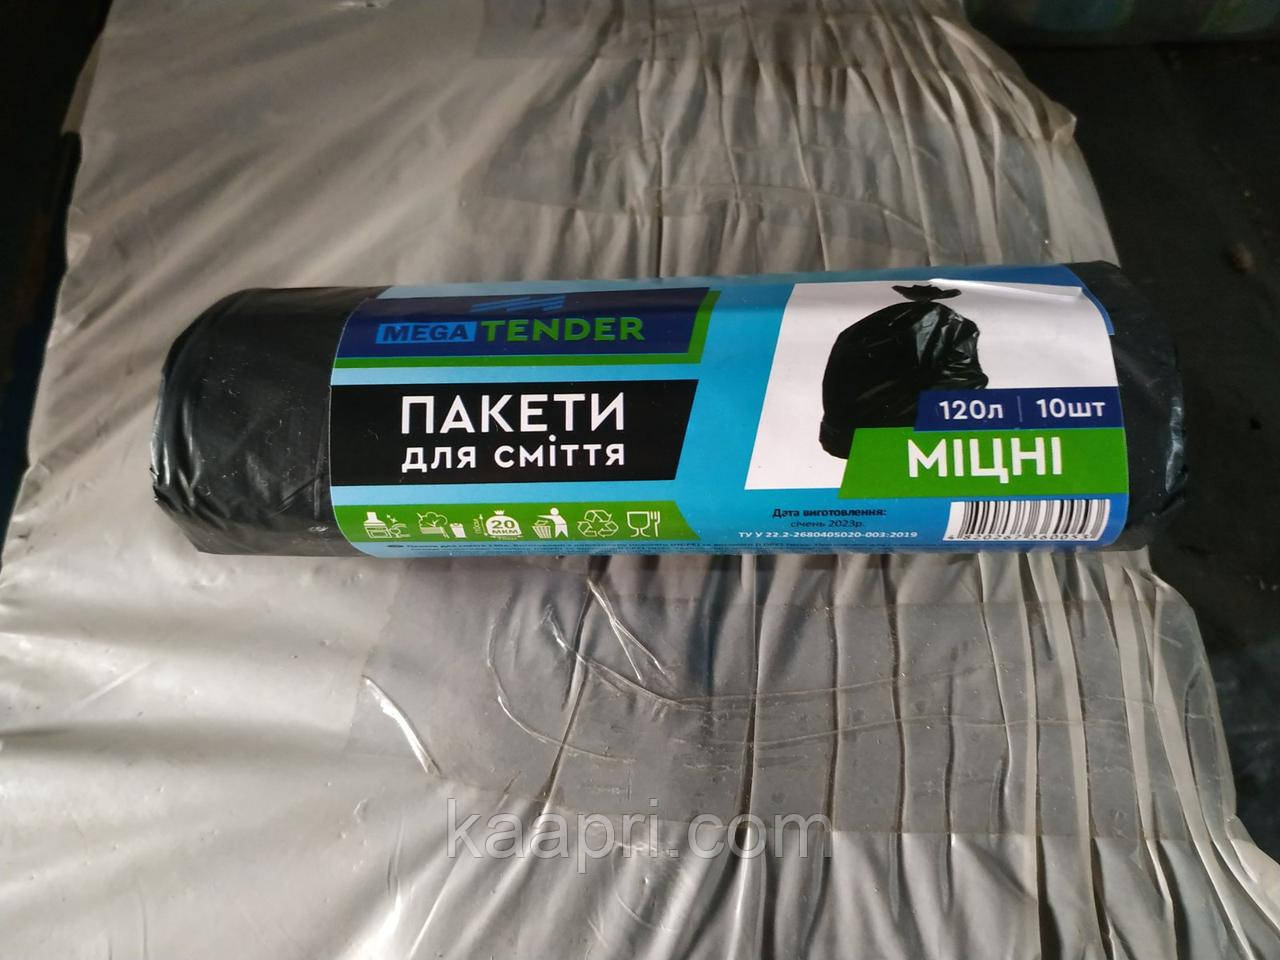 MEGA TENDER
ПАКЕТИ
для сміття
120л | 10шт
МІЦНІ
20
МКМ
Дата виготовлення:
січень 2023р.
ТУ У 22.2-2680405020-003:2019
kaapri.com